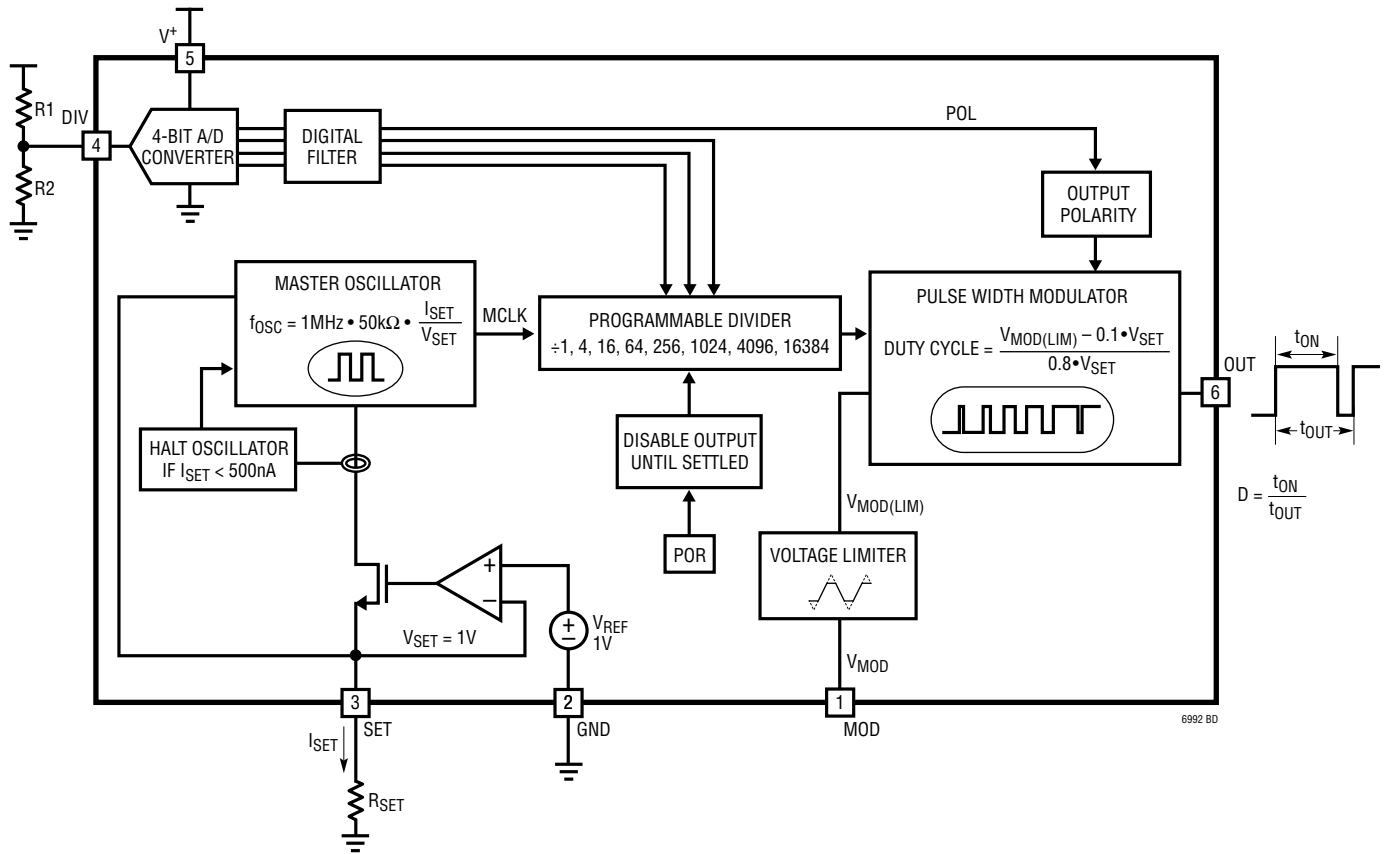 V+
5
R1
DIV
4
R2
4-BIT A/D
CONVERTER
DIGITAL
FILTER
POL
OUTPUT
POLARITY
MASTER OSCILLATOR
fOSC = 1MHz • 50kΩ • ISET
VSET
MCLK
PROGRAMMABLE DIVIDER
÷1, 4, 16, 64, 256, 1024, 4096, 16384
PULSE WIDTH MODULATOR
DUTY CYCLE = VMOD(LIM) – 0.1•VSET
0.8•VSET
OUT
6
tON
tOUT
D = tON
tOUT
HALT OSCILLATOR
IF ISET < 500nA
DISABLE OUTPUT
UNTIL SETTLED
POR
VMOD(LIM)
VOLTAGE LIMITER
VMOD
+
–
VSET = 1V
+
–
VREF
1V
3
SET
2
GND
1
MOD
6992 BD
ISET
RSET